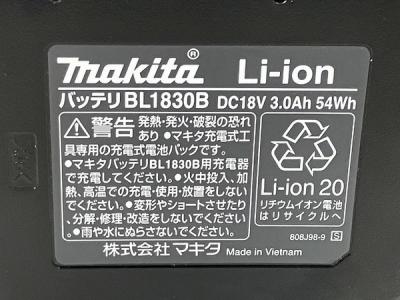 makita® Li-ion
バッテリBL1830B DC18V 3.0Ah 54Wh
警告 発熱・発火・破裂の恐れ
あり ●マキタ充電式工
具専用の充電式電池パックです。
●マキタバッテリBL1830B用充電器
で充電してください。●火中投入、加
熱、高温での充電・使用・放置をしない
でください。●変形やショートさせたり、
分解・修理・改造をしないでください。
●雨や水にぬらさないでください。
Li-ion 20
リチウムイオン電池
はリサイクルへ
808J98-9 S
株式会社マキタ Made in Vietnam